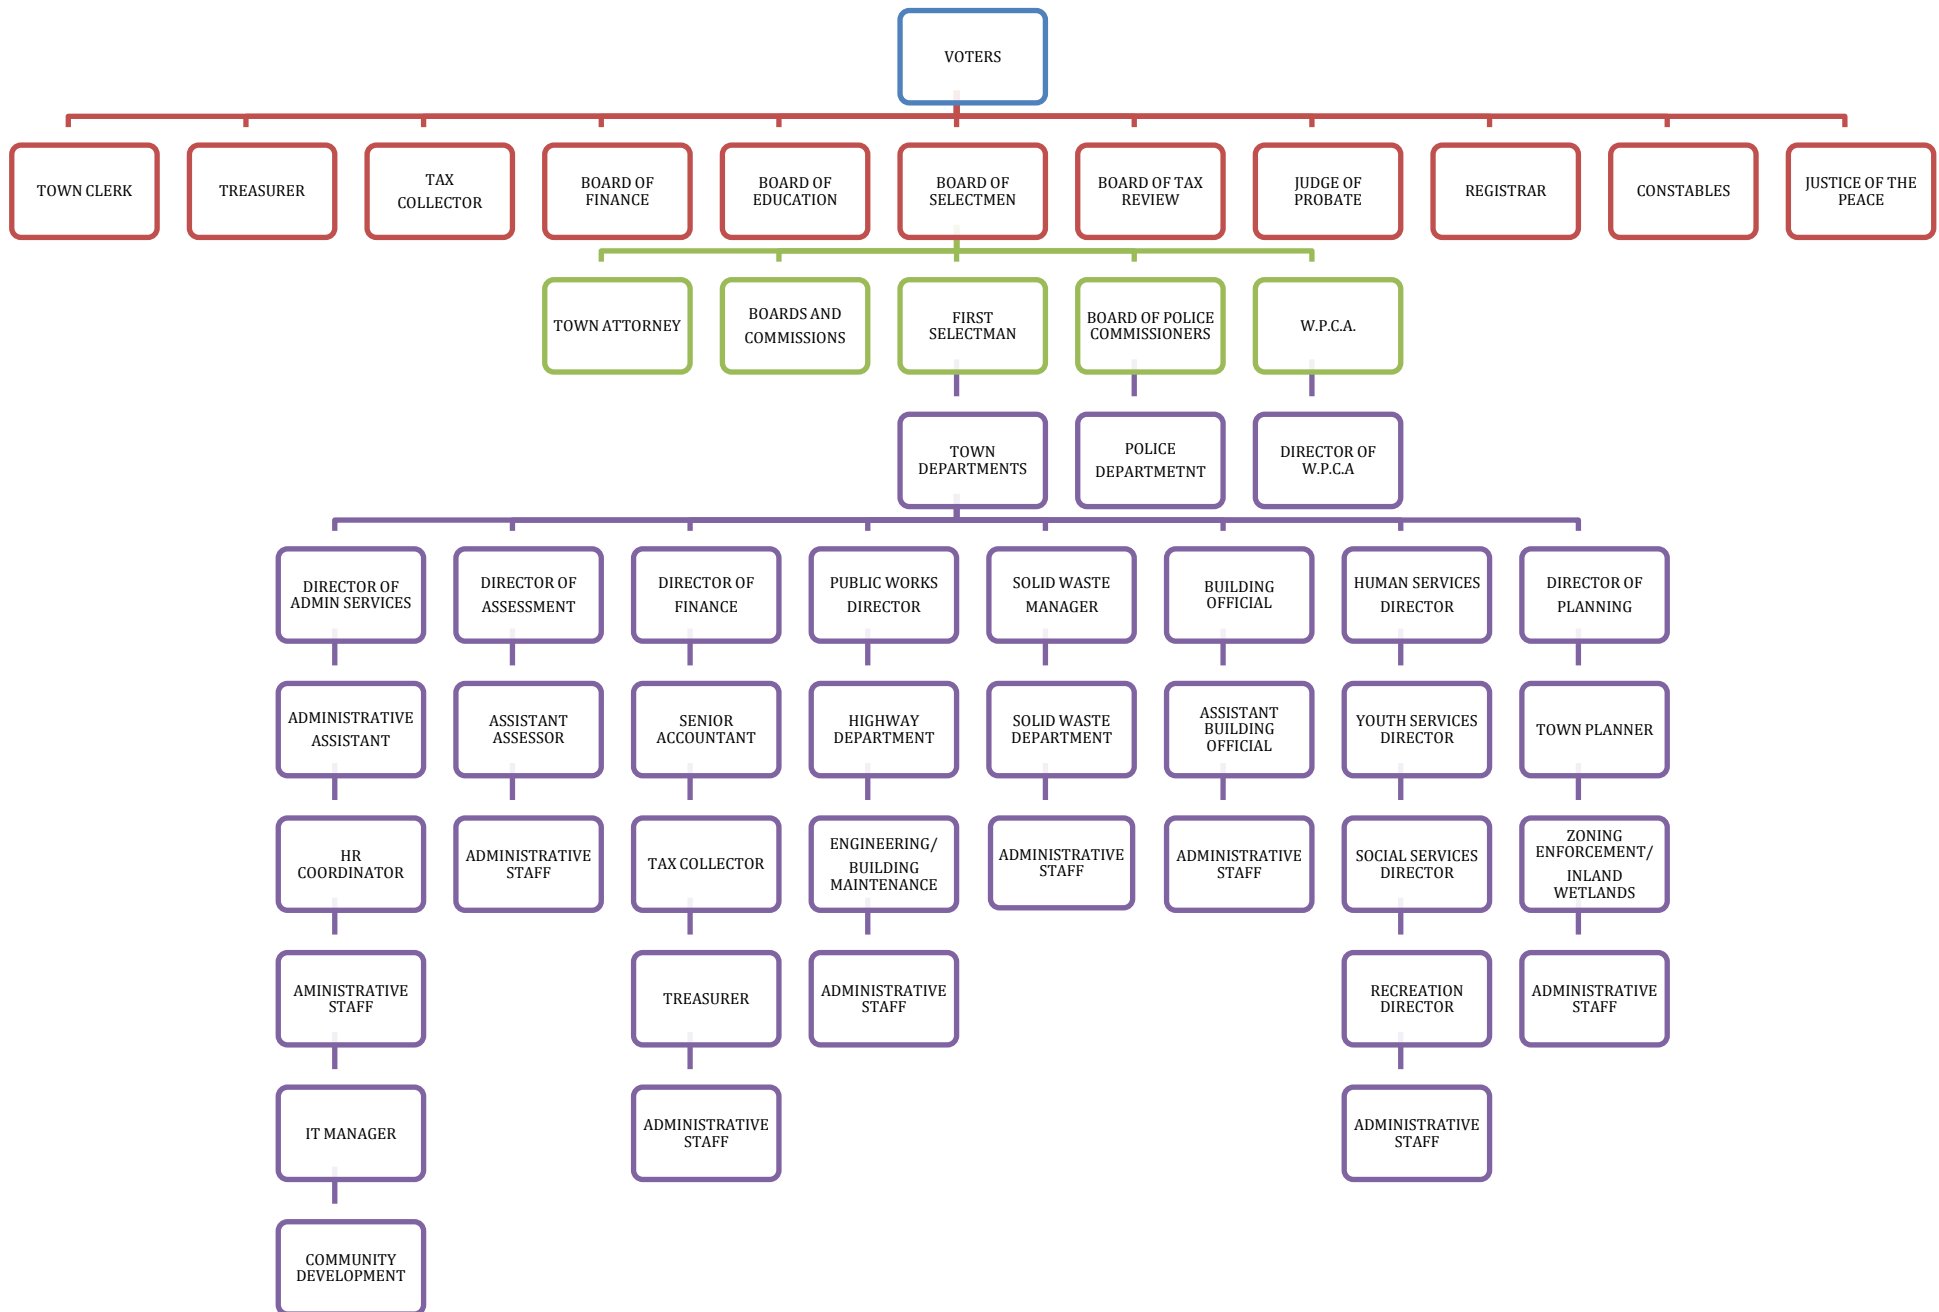 VOTERS
TOWN CLERK
TREASURER
TAX
COLLECTOR
BOARD OF
FINANCE
BOARD OF
EDUCATION
BOARD OF
SELECTMEN
BOARD OF TAX
REVIEW
JUDGE OF
PROBATE
REGISTRAR
CONSTABLES
JUSTICE OF THE
PEACE
TOWN ATTORNEY
BOARDS AND
COMMISSIONS
FIRST
SELECTMAN
BOARD OF POLICE
COMMISSIONERS
W.P.C.A.
TOWN
DEPARTMENTS
POLICE
DEPARTMETNT
DIRECTOR OF
W.P.C.A
DIRECTOR OF
ADMIN SERVICES
DIRECTOR OF
ASSESSMENT
DIRECTOR OF
FINANCE
PUBLIC WORKS
DIRECTOR
SOLID WASTE
MANAGER
BUILDING
OFFICIAL
HUMAN SERVICES
DIRECTOR
DIRECTOR OF
PLANNING
ADMINISTRATIVE
ASSISTANT
ASSISTANT
ASSESSOR
SENIOR
ACCOUNTANT
HIGHWAY
DEPARTMENT
SOLID WASTE
DEPARTMENT
ASSISTANT
BUILDING
OFFICIAL
YOUTH SERVICES
DIRECTOR
TOWN PLANNER
HR
COORDINATOR
ADMINISTRATIVE
STAFF
TAX COLLECTOR
ENGINEERING/
BUILDING
MAINTENANCE
ADMINISTRATIVE
STAFF
ADMINISTRATIVE
STAFF
SOCIAL SERVICES
DIRECTOR
ZONING
ENFORCEMENT/
INLAND
WETLANDS
AMINISTRATIVE
STAFF
TREASURER
ADMINISTRATIVE
STAFF
RECREATION
DIRECTOR
ADMINISTRATIVE
STAFF
IT MANAGER
ADMINISTRATIVE
STAFF
ADMINISTRATIVE
STAFF
COMMUNITY
DEVELOPMENT